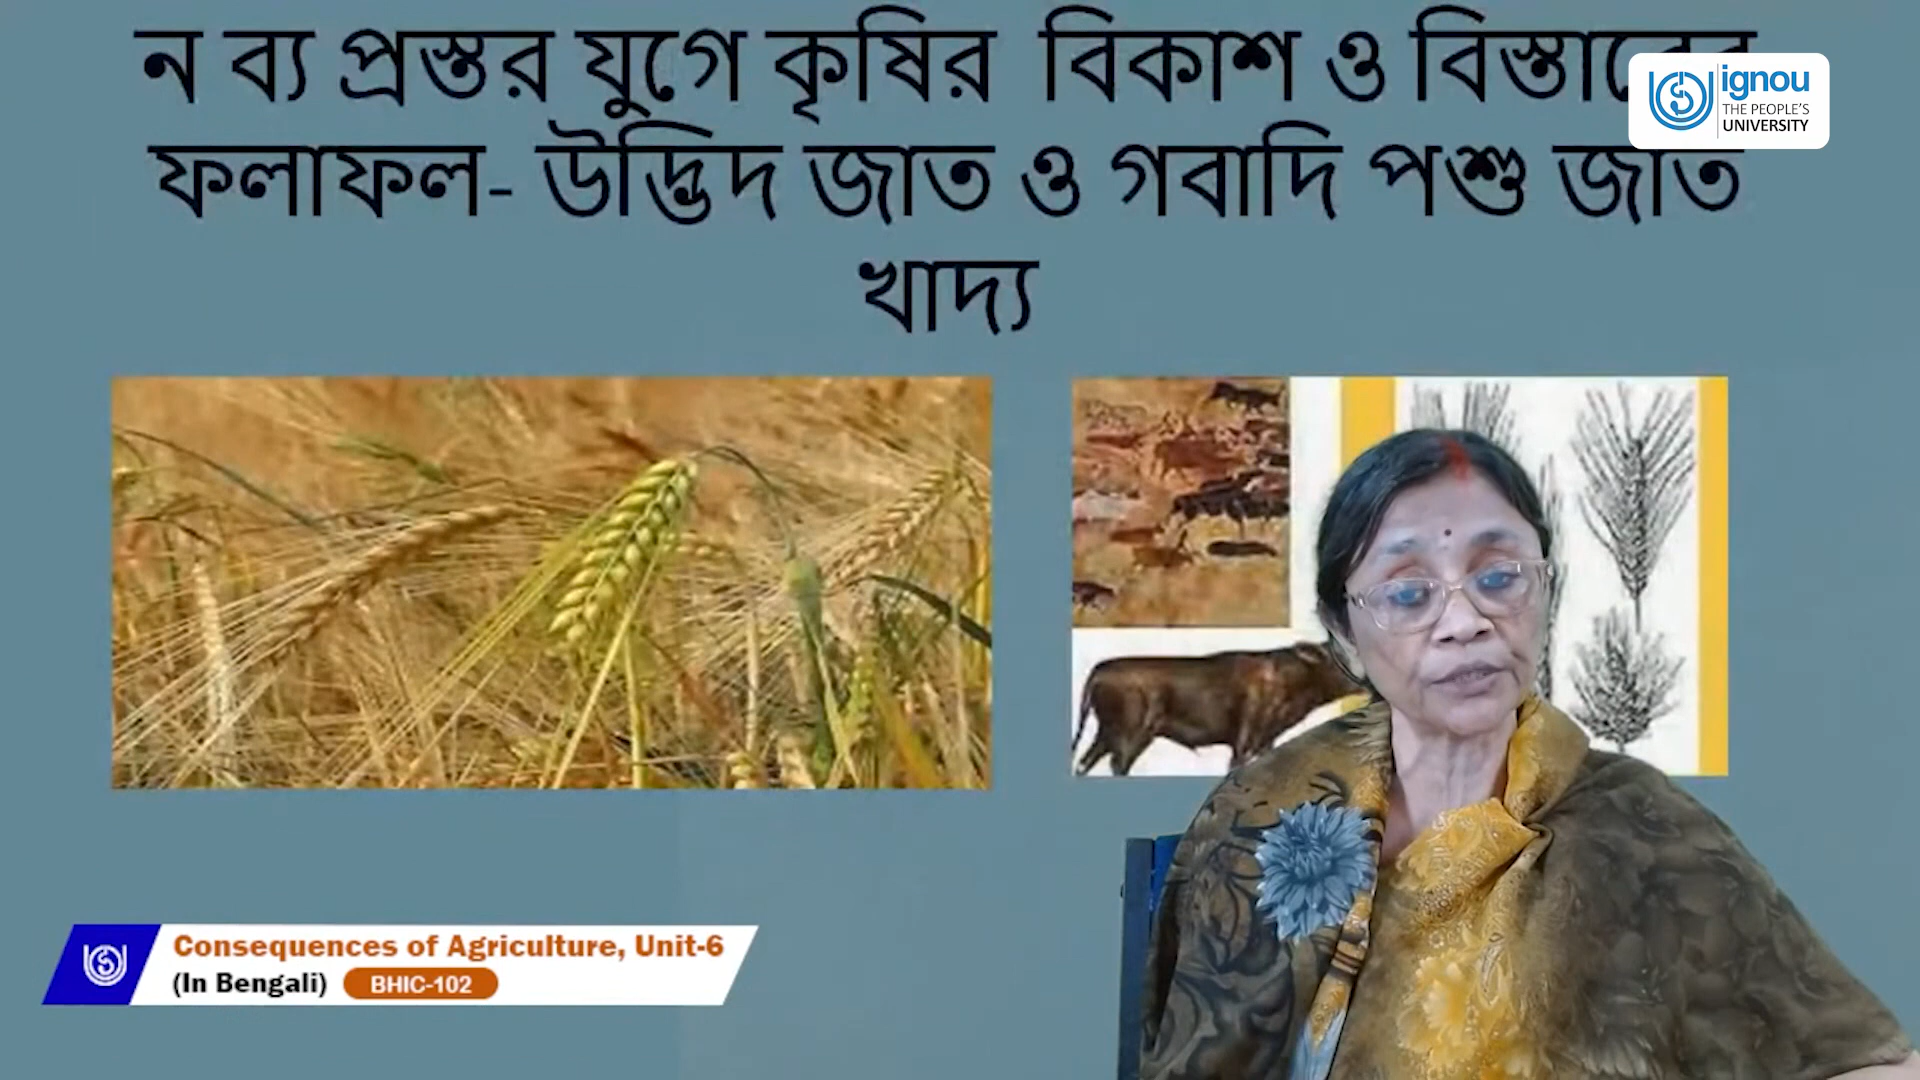 ন ব্য প্রস্তর যুগে কৃষির বিকাশ ও
ফলাফল- উদ্ভিদ জাত ও গবাদি পশু জাত
খাদ্য
ignou
THE PEOPLE'S
UNIVERSITY
Consequences of Agriculture, Unit-6
(In Bengali) BHIC-102